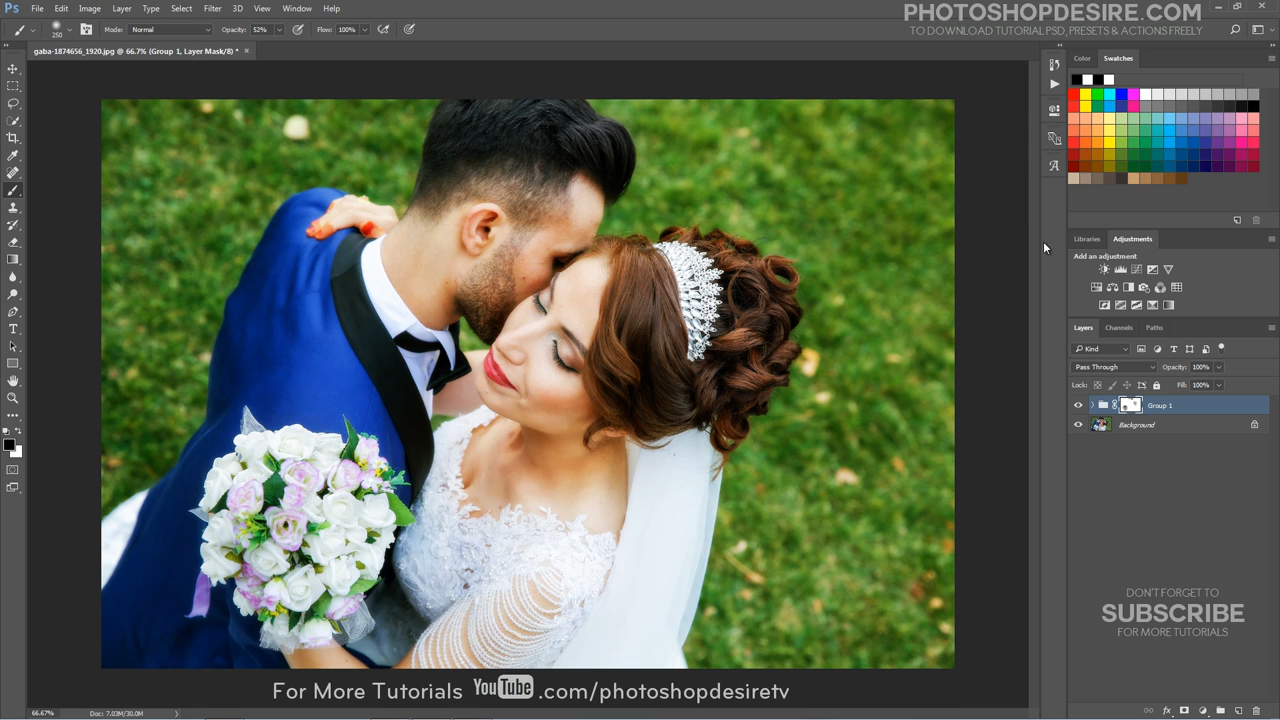 Ps File Edit Image Layer Type Select Filter 3D View Window Help
PHOTOSHOPDESIRE.COM
TO DOWNLOAD TUTORIAL PSD, PRESETS & ACTIONS FREELY
250 Mode: Normal Opacity: 52% Flow: 100%
gaba-1874656_1920.jpg @ 66.7% (Group 1, Layer Mask/8) *
Color Swatches
Libraries Adjustments
Add an adjustment
Layers Channels Paths
Kind
Pass Through Opacity: 100%
Lock: Fill: 100%
Group 1
Background
DON'T FORGET TO
SUBSCRIBE
FOR MORE TUTORIALS
For More Tutorials YouTube.com/photoshopdesiretv
66.67% Doc: 7.03M/30.0M